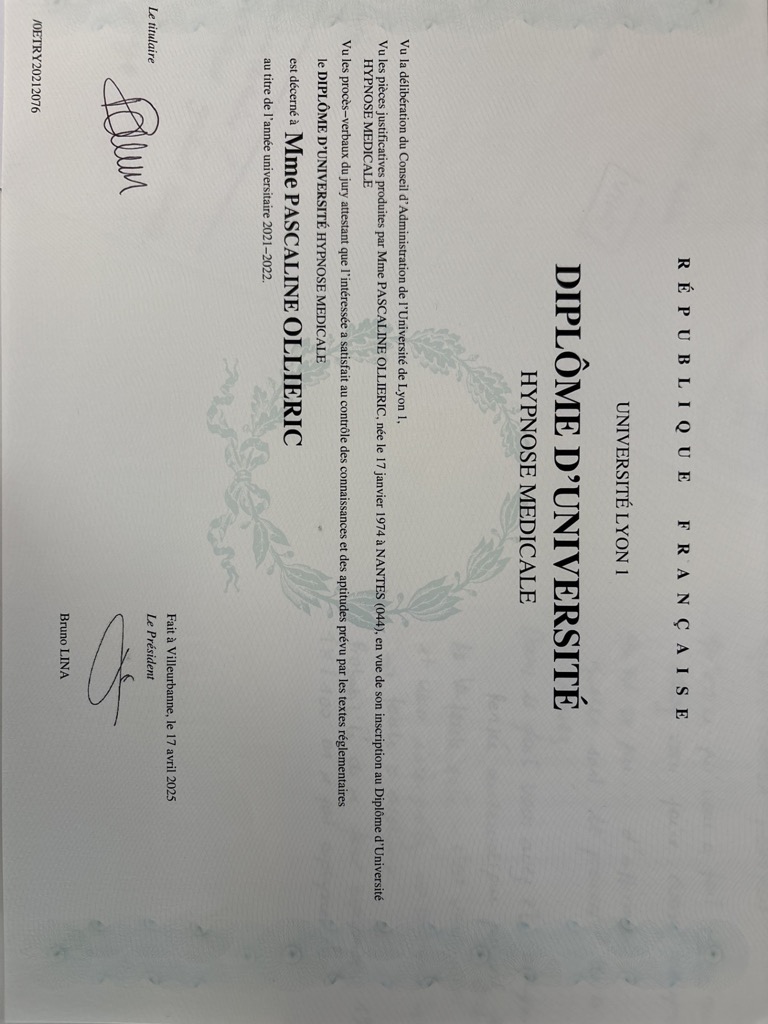 RÉPUBLIQUE FRANÇAISE
UNIVERSITÉ LYON 1
DIPLÔME D'UNIVERSITÉ
HYPNOSE MEDICALE
Vu la délibération du Conseil d'Administration de l'Université de Lyon 1,
Vu les pièces justificatives produites par Mme PASCALINE OLLIERIC, née le 17 janvier 1974 à NANTES (044), en vue de son inscription au Diplôme d'Université
HYPNOSE MEDICALE
Vu les procès-verbaux du jury attestant que l'intéressée a satisfait au contrôle des connaissances et des aptitudes prévu par les textes réglementaires
le DIPLÔME D'UNIVERSITÉ HYPNOSE MEDICALE
est décerné à Mme PASCALINE OLLIERIC
au titre de l'année universitaire 2021-2022.
Fait à Villeurbanne, le 17 avril 2025
Le titulaire
Le Président
Bruno LINA
/0ETRY20212076